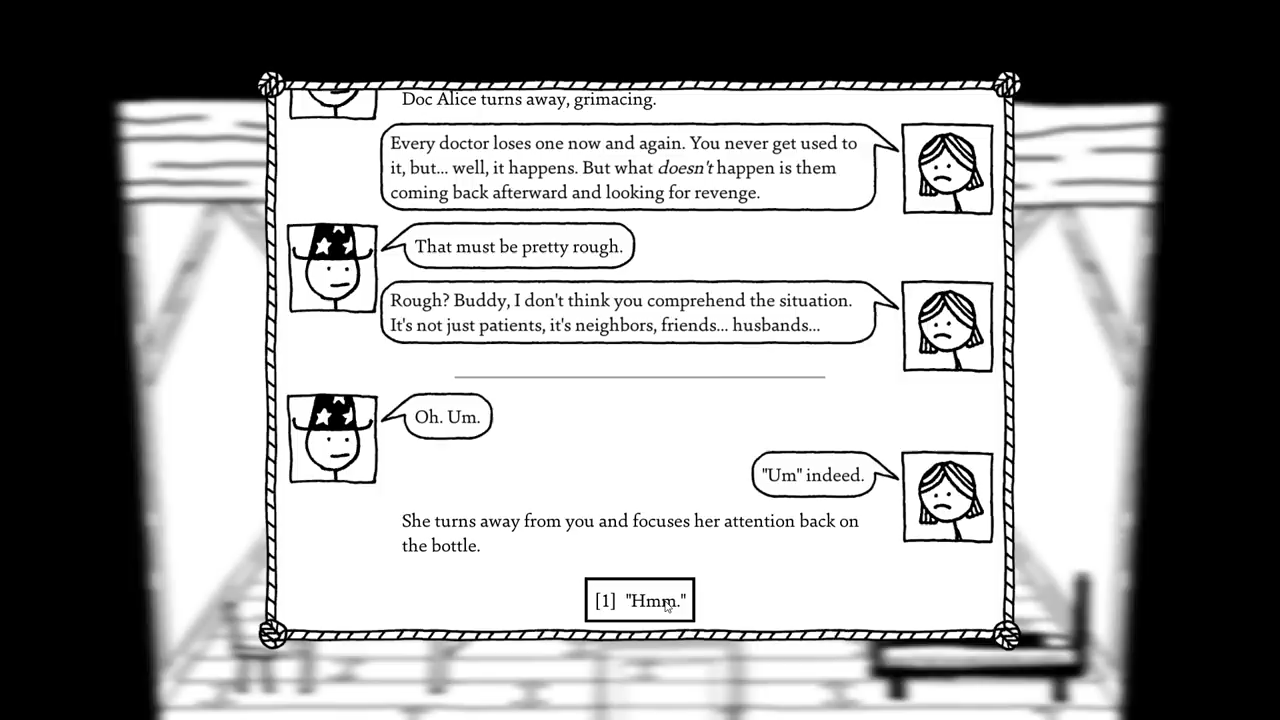 Doc Alice turns away, grimacing.
Every doctor loses one now and again. You never get used to
it, but... well, it happens. But what doesn't happen is them
coming back afterward and looking for revenge.
That must be pretty rough.
Rough? Buddy, I don't think you comprehend the situation.
It's not just patients, it's neighbors, friends... husbands...
Oh. Um.
"Um" indeed.
She turns away from you and focuses her attention back on
the bottle.
[1] "Hmm."